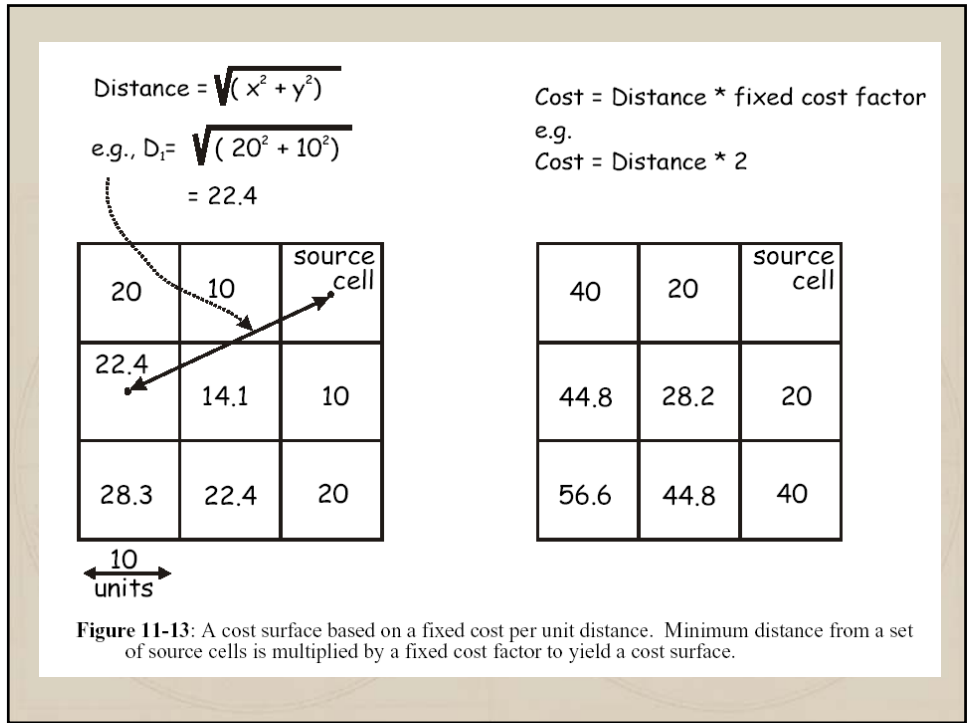 Distance = √( x² + y²)
e.g., D₁= √( 20² + 10²)
= 22.4
Cost = Distance * fixed cost factor
e.g.
Cost = Distance * 2
20 10 source cell
22.4
14.1 10
28.3 22.4 20
10
units
40 20 source cell
44.8 28.2 20
56.6 44.8 40
Figure 11-13: A cost surface based on a fixed cost per unit distance. Minimum distance from a set
of source cells is multiplied by a fixed cost factor to yield a cost surface.